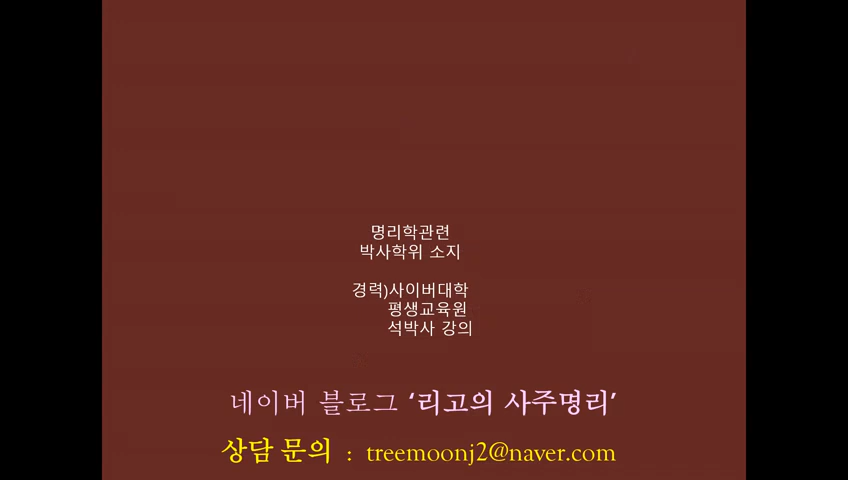 명리학관련
박사학위 소지
경력)사이버대학
평생교육원
석박사 강의
네이버 블로그 ‘리고의 사주명리’
상담 문의 : treemoonj2@naver.com